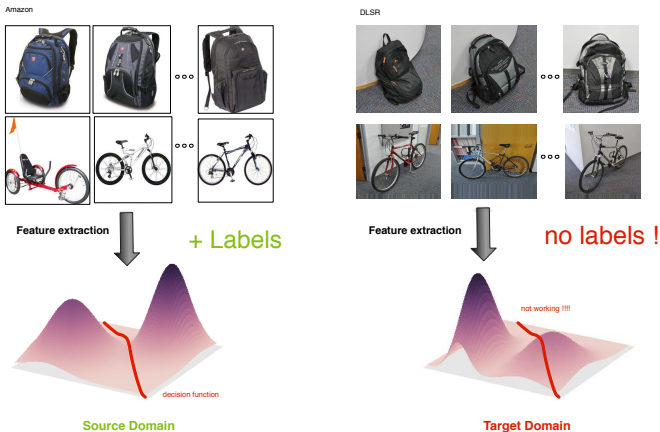 Amazon
DLSR
Feature extraction
+ Labels
Feature extraction
no labels !
not working !!!!
decision function
Source Domain
Target Domain